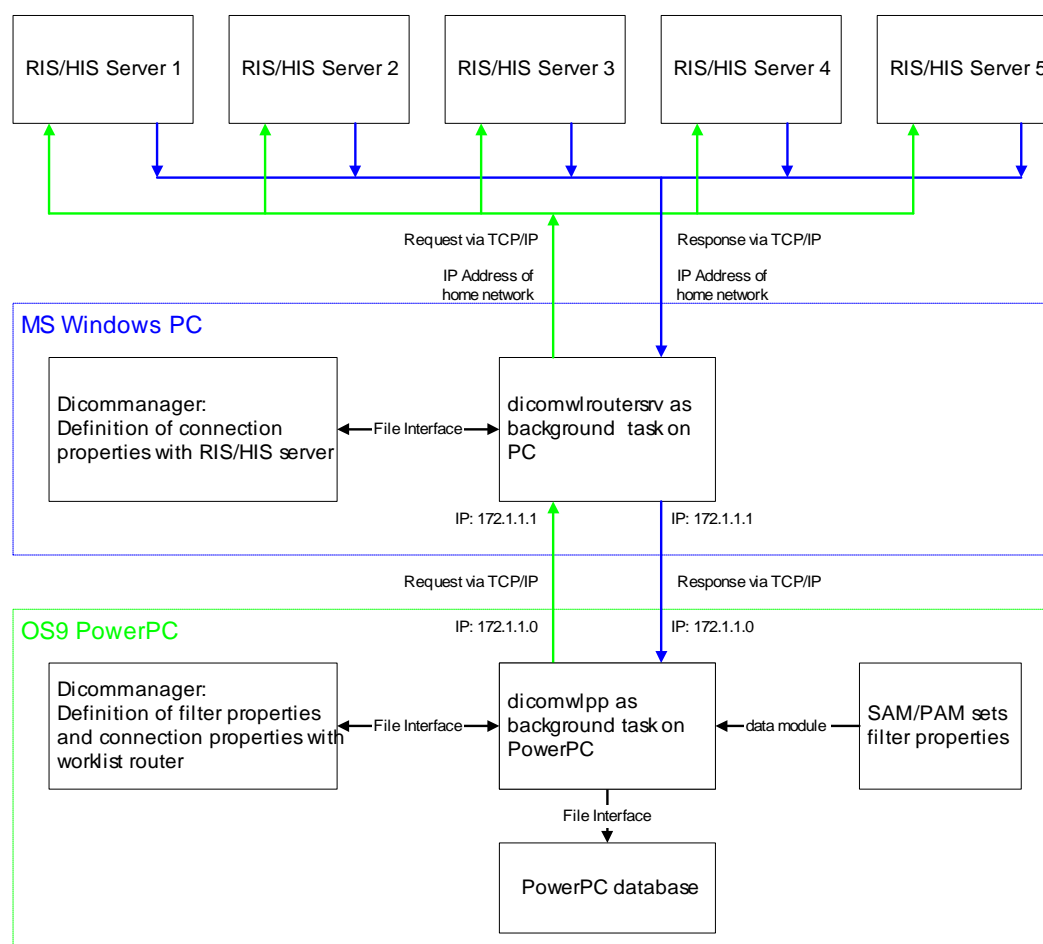 RIS/HIS Server 1
RIS/HIS Server 2
RIS/HIS Server 3
RIS/HIS Server 4
RIS/HIS Server 5
Request via TCP/IP
Response via TCP/IP
IP Address of
home network
IP Address of
home network
MS Windows PC
Dicommanager:
Definition of connection
properties with RIS/HIS server
File Interface
dicomwlroutersrv as
background task on
PC
IP: 172.1.1.1
IP: 172.1.1.1
Request via TCP/IP
Response via TCP/IP
OS9 PowerPC
IP: 172.1.1.0
IP: 172.1.1.0
Dicommanager:
Definition of filter properties
and connection properties with
worklist router
File Interface
dicomwlpp as
background task on
PowerPC
data module
SAM/PAM sets
filter properties
File Interface
PowerPC database